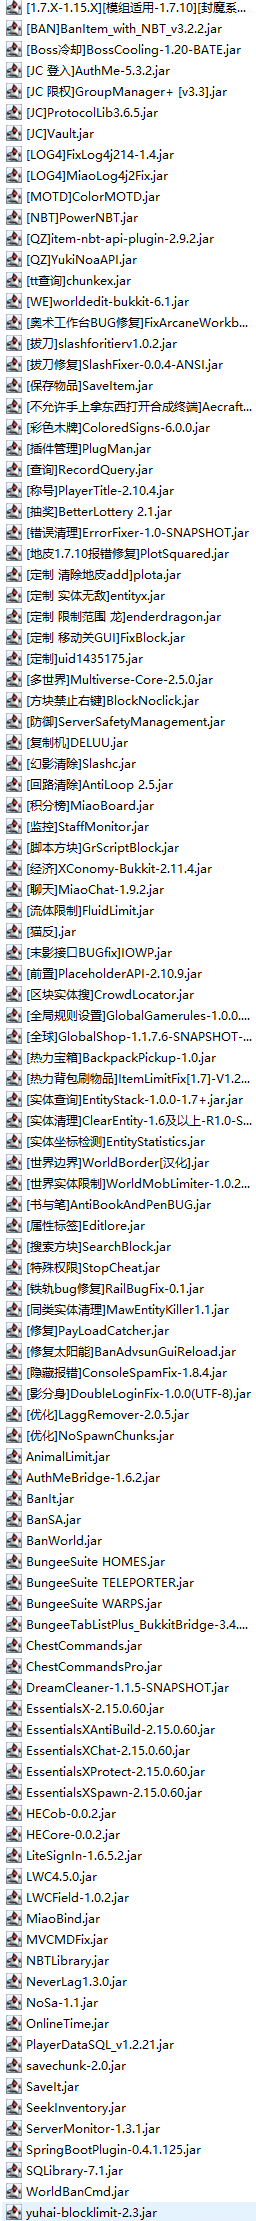 [1.7.X-1.15.X][模组适用-1.7.10][封魔系...
[BAN]BanItem_with_NBT_v3.2.2.jar
[Boss冷却]BossCooling-1.20-BATE.jar
[JC 登入]AuthMe-5.3.2.jar
[JC 限权]GroupManager+ [v3.3].jar
[JC]ProtocolLib3.6.5.jar
[JC]Vault.jar
[LOG4]FixLog4j214-1.4.jar
[LOG4]MiaoLog4j2Fix.jar
[MOTD]ColorMOTD.jar
[NBT]PowerNBT.jar
[QZ]item-nbt-api-plugin-2.9.2.jar
[QZ]YukiNoaAPI.jar
[tt查询]chunkex.jar
[WE]worldedit-bukkit-6.1.jar
[奥术工作台BUG修复]FixArcaneWorkb...
[拔刀]slashforitierv1.0.2.jar
[拔刀修复]SlashFixer-0.0.4-ANSI.jar
[保存物品]SaveItem.jar
[不允许手上拿东西打开合成终端]Aecraft...
[彩色木牌]ColoredSigns-6.0.0.jar
[插件管理]PlugMan.jar
[查询]RecordQuery.jar
[称号]PlayerTitle-2.10.4.jar
[抽奖]BetterLottery 2.1.jar
[错误清理]ErrorFixer-1.0-SNAPSHOT.jar
[地皮1.7.10报错修复]PlotSquared.jar
[定制 清除地皮add]plota.jar
[定制 实体无敌]entityx.jar
[定制 限制范围 龙]enderdragon.jar
[定制 移动关GUI]FixBlock.jar
[定制]uid1435175.jar
[多世界]Multiverse-Core-2.5.0.jar
[方块禁止右键]BlockNoclick.jar
[防御]ServerSafetyManagement.jar
[复制机]DELUU.jar
[幻影清除]Slashc.jar
[回路清除]AntiLoop 2.5.jar
[积分榜]MiaoBoard.jar
[监控]StaffMonitor.jar
[脚本方块]GrScriptBlock.jar
[经济]XConomy-Bukkit-2.11.4.jar
[聊天]MiaoChat-1.9.2.jar
[流体限制]FluidLimit.jar
[猫反].jar
[末影接口BUGfix]IOWP.jar
[前置]PlaceholderAPI-2.10.9.jar
[区块实体搜]CrowdLocator.jar
[全局规则设置]GlobalGamerules-1.0.0....
[全球]GlobalShop-1.1.7.6-SNAPSHOT-...
[热力宝箱]BackpackPickup-1.0.jar
[热力背包刷物品]ItemLimitFix[1.7]-V1.2...
[实体查询]EntityStack-1.0.0-1.7+.jar.jar
[实体清理]ClearEntity-1.6及以上-R1.0-S...
[实体坐标检测]EntityStatistics.jar
[世界边界]WorldBorder[汉化].jar
[世界实体限制]WorldMobLimiter-1.0.2...
[书与笔]AntiBookAndPenBUG.jar
[属性标签]Editlore.jar
[搜索方块]SearchBlock.jar
[特殊权限]StopCheat.jar
[铁轨bug修复]RailBugFix-0.1.jar
[同类实体清理]MawEntityKiller1.1.jar
[修复]PayLoadCatcher.jar
[修复太阳能]BanAdvsunGuiReload.jar
[隐藏报错]ConsoleSpamFix-1.8.4.jar
[影分身]DoubleLoginFix-1.0.0(UTF-8).jar
[优化]LaggRemover-2.0.5.jar
[优化]NoSpawnChunks.jar
AnimalLimit.jar
AuthMeBridge-1.6.2.jar
BanIt.jar
BanSA.jar
BanWorld.jar
BungeeSuite HOMES.jar
BungeeSuite TELEPORTER.jar
BungeeSuite WARPS.jar
BungeeTabListPlus_BukkitBridge-3.4....
ChestCommands.jar
ChestCommandsPro.jar
DreamCleaner-1.1.5-SNAPSHOT.jar
EssentialsX-2.15.0.60.jar
EssentialsXAntiBuild-2.15.0.60.jar
EssentialsXChat-2.15.0.60.jar
EssentialsXProtect-2.15.0.60.jar
EssentialsXSpawn-2.15.0.60.jar
HECob-0.0.2.jar
HECore-0.0.2.jar
LiteSignIn-1.6.5.2.jar
LWC4.5.0.jar
LWCField-1.0.2.jar
MiaoBind.jar
MVCMDFix.jar
NBTLibrary.jar
NeverLag1.3.0.jar
NoSa-1.1.jar
OnlineTime.jar
PlayerDataSQL_v1.2.21.jar
savechunk-2.0.jar
SaveIt.jar
SeekInventory.jar
ServerMonitor-1.3.1.jar
SpringBootPlugin-0.4.1.125.jar
SQLibrary-7.1.jar
WorldBanCmd.jar
yuhai-blocklimit-2.3.jar